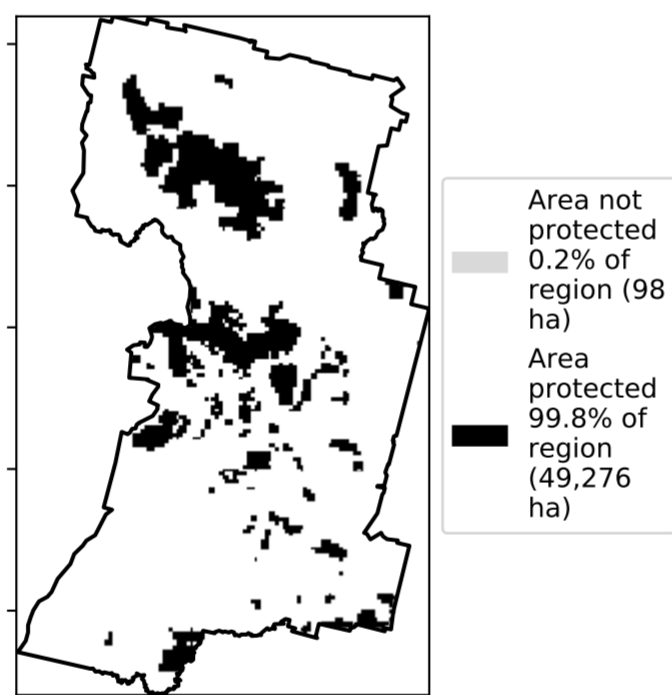 Area not
protected
0.2% of
region (98
ha)
Area
protected
99.8% of
region
(49,276
ha)